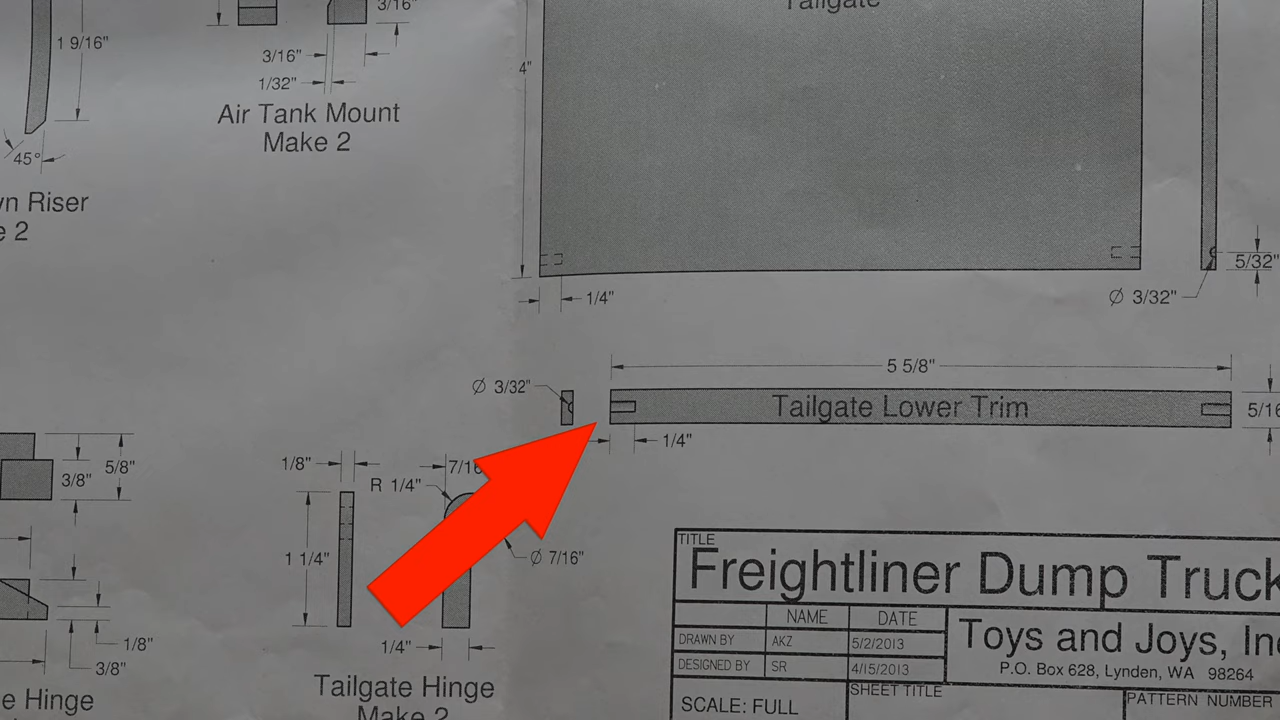 3/16"
1 9/16"
3/16"
1/32"
Air Tank Mount
Make 2
45°
Riser
2
Tailgate
4"
1/4"
5/32"
Ø 3/32"
5 5/8"
Ø 3/32"
Tailgate Lower Trim
5/16
1/4"
5/8"
3/8"
1/8"
3/8"
Hinge
1/8"
7/16
R 1/4"
1 1/4"
Ø 7/16"
1/4"
Tailgate Hinge
Make 2
TITLE
Freightliner Dump Truck
NAME DATE
DRAWN BY AKZ 5/2/2013
DESIGNED BY SR 4/15/2013
Toys and Joys, Inc
P.O. Box 628, Lynden, WA 98264
SCALE: FULL
SHEET TITLE
PATTERN NUMBER